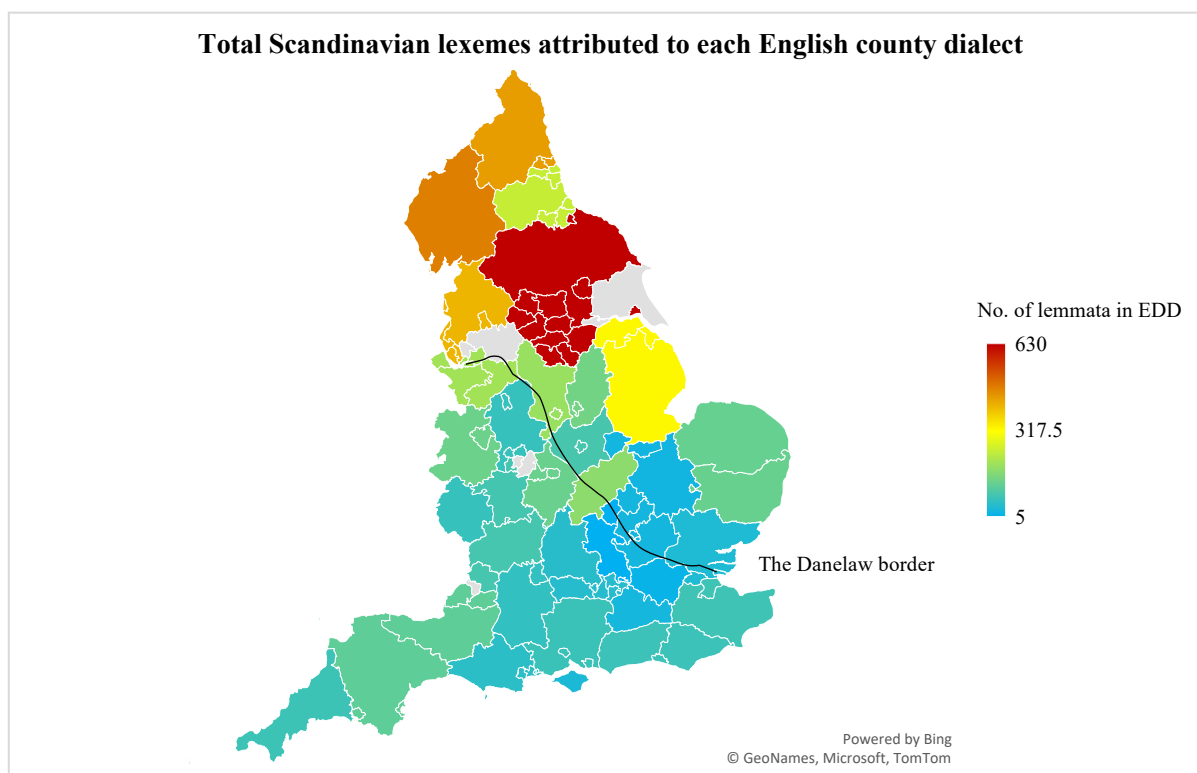 Total Scandinavian lexemes attributed to each English county dialect
No. of lemmata in EDD
630
317.5
5
The Danelaw border
Powered by Bing
© GeoNames, Microsoft, TomTom